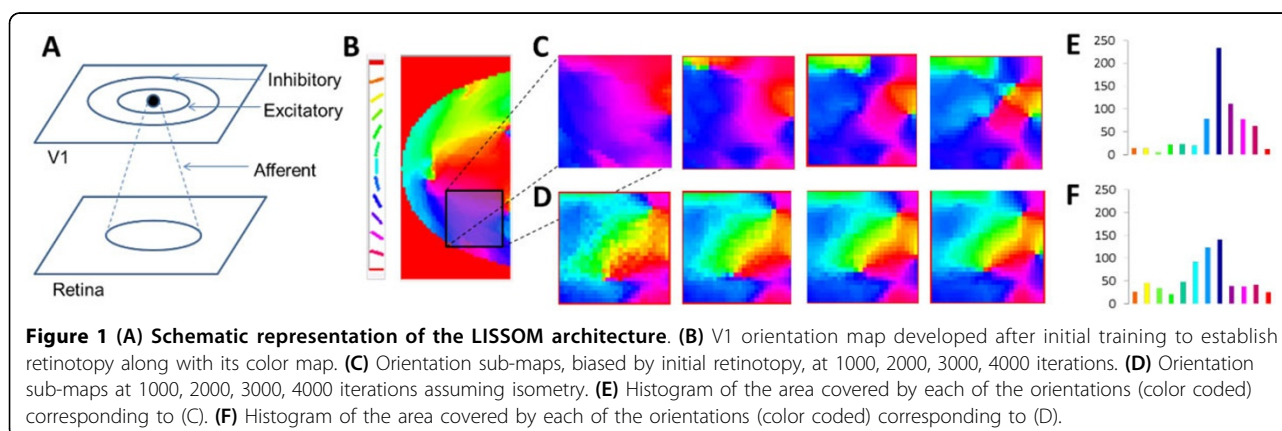 A
Inhibitory
Excitatory
V1
Afferent
Retina
B
C
D
E
250
200
150
100
50
0
F
250
200
150
100
50
0
Figure 1 (A) Schematic representation of the LISSOM architecture. (B) V1 orientation map developed after initial training to establish
retinotopy along with its color map. (C) Orientation sub-maps, biased by initial retinotopy, at 1000, 2000, 3000, 4000 iterations. (D) Orientation
sub-maps at 1000, 2000, 3000, 4000 iterations assuming isometry. (E) Histogram of the area covered by each of the orientations (color coded)
corresponding to (C). (F) Histogram of the area covered by each of the orientations (color coded) corresponding to (D).